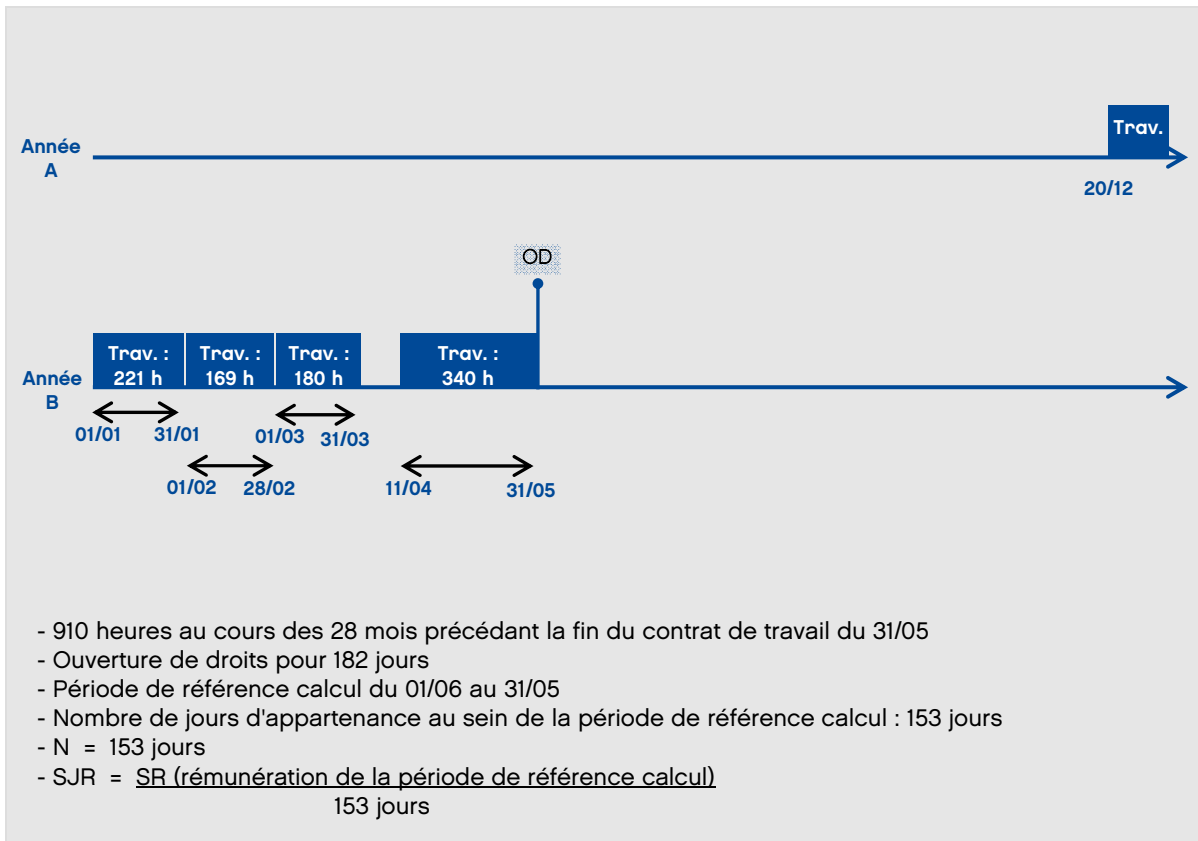 Trav.
Année
A
20/12
OD
Trav. : Trav. : Trav. : Trav. :
Année 221 h 169 h 180 h 340 h
B
01/01 31/01 01/03 31/03
01/02 28/02 11/04 31/05
- 910 heures au cours des 28 mois précédant la fin du contrat de travail du 31/05
- Ouverture de droits pour 182 jours
- Période de référence calcul du 01/06 au 31/05
- Nombre de jours d'appartenance au sein de la période de référence calcul : 153 jours
- N = 153 jours
- SJR = SR (rémunération de la période de référence calcul)
153 jours